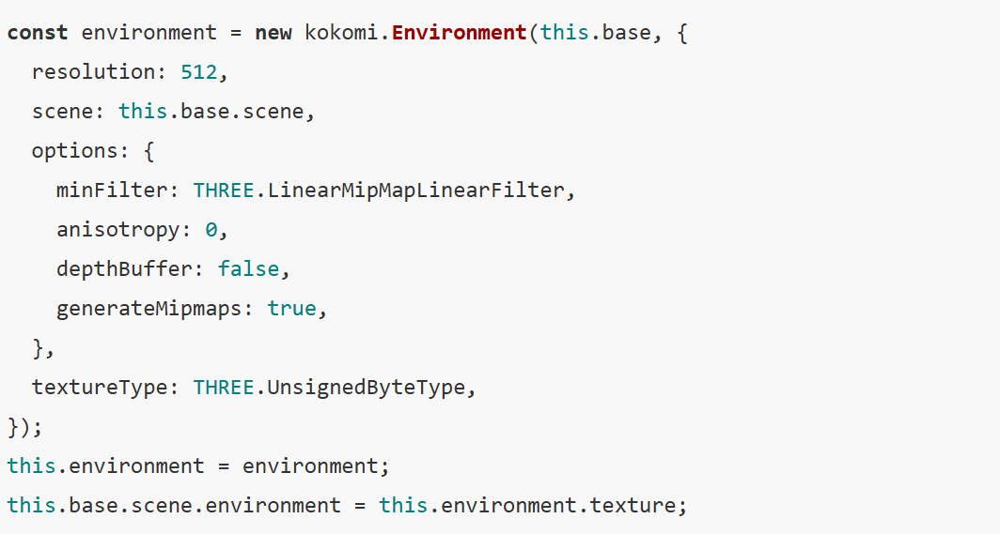 const environment = new kokomi.Environment(this.base, {
  resolution: 512,
  scene: this.base.scene,
  options: {
    minFilter: THREE.LinearMipMapLinearFilter,
    anisotropy: 0,
    depthBuffer: false,
    generateMipmaps: true,
  },
  textureType: THREE.UnsignedByteType,
});
this.environment = environment;
this.base.scene.environment = this.environment.texture;